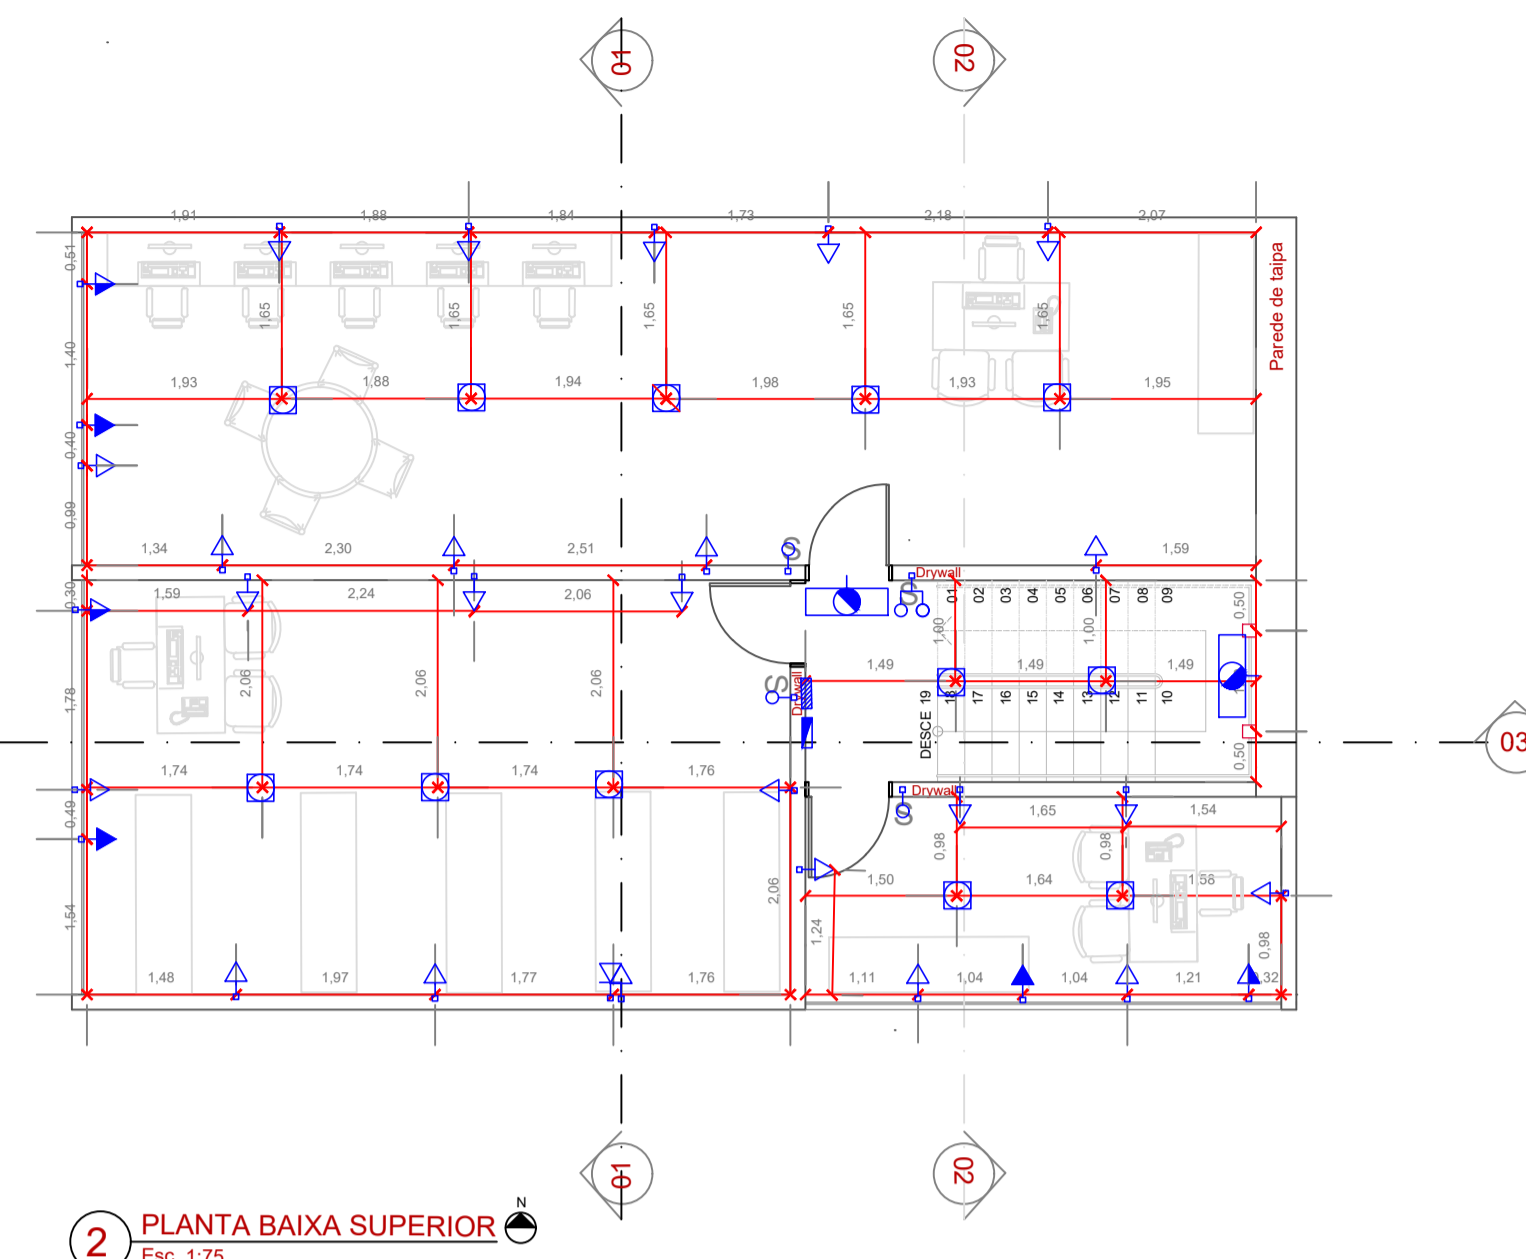 01
02
1,91 1,88 1,84 1,73 2,18 2,07
0,51
1,65 1,65 1,65 1,65 1,65
Parede de taipa
1,40
1,93 1,88 1,94 1,98 1,93 1,95
0,40
0,99
1,34 2,30 2,51 S 1,59
Drywall
0,30
1,59 2,24 2,06 S
01 02 03 04 05 06 07 08 09
0,50
1,00 1,00
1,49 1,49 1,49
2,06 2,06 2,06
S Drywall
1,78
DESCE 19 18 17 16 15 14 13 12 11 10
0,50
03
1,74 1,74 1,74 1,76
Drywall
S
0,49
1,65 1,54
0,98 0,98
1,50 1,64 1,58
2,06
1,54
1,24
0,98
1,48 1,97 1,77 1,76 1,11 1,04 1,04 1,21 0,32
01
02
N
2 PLANTA BAIXA SUPERIOR
Esc. 1:75